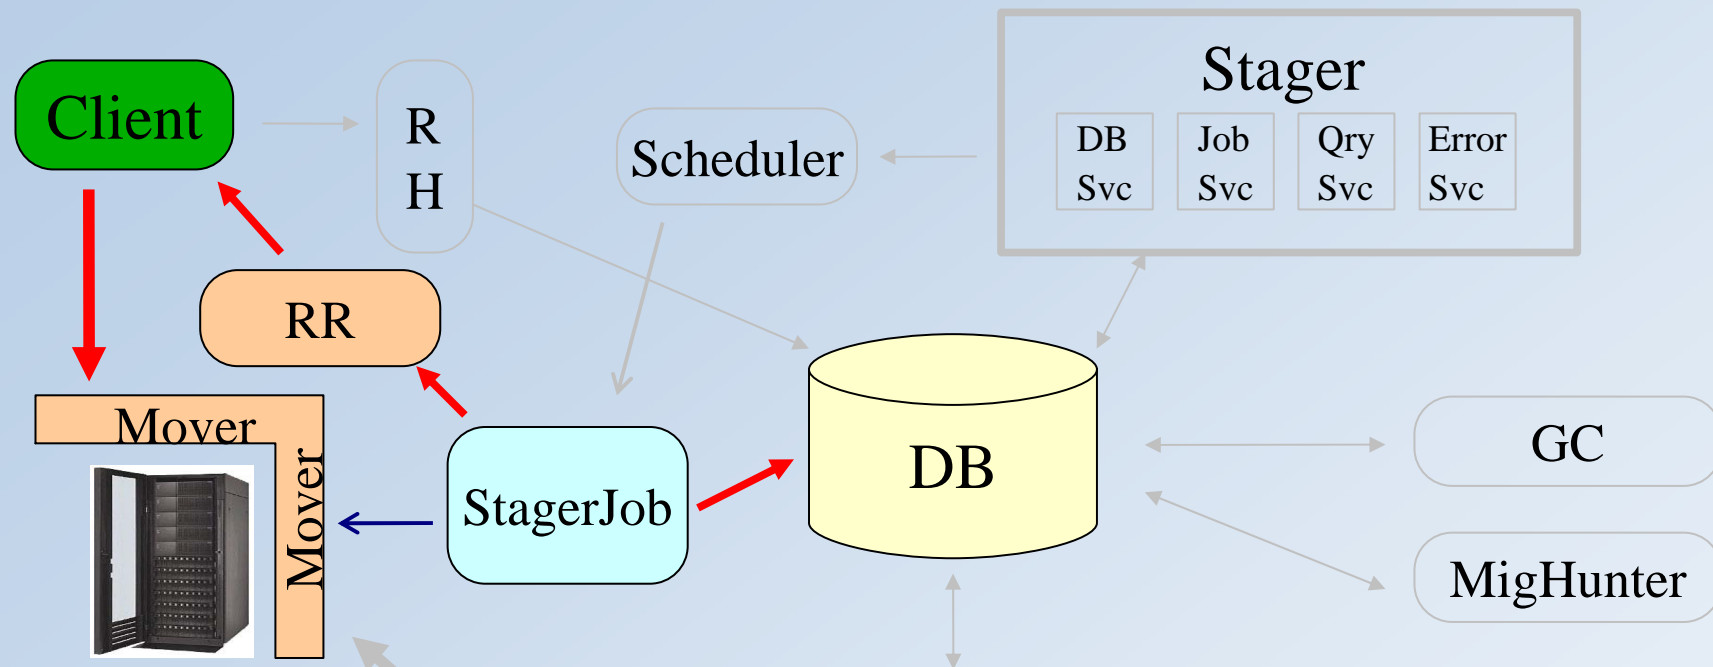 Client
R
H
Scheduler
Stager
DB
Svc
Job
Svc
Qry
Svc
Error
Svc
RR
Mover
Mover
StagerJob
DB
GC
MigHunter